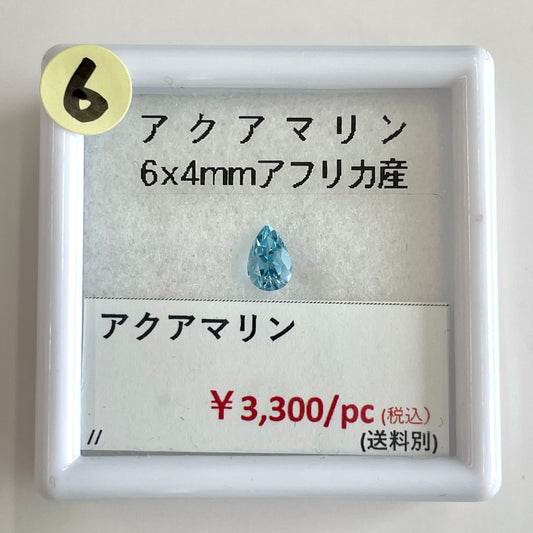 6
アクアマリン
6x4mmアフリカ産
アクアマリン
￥3,300/pc (税込)
(送料別)
//